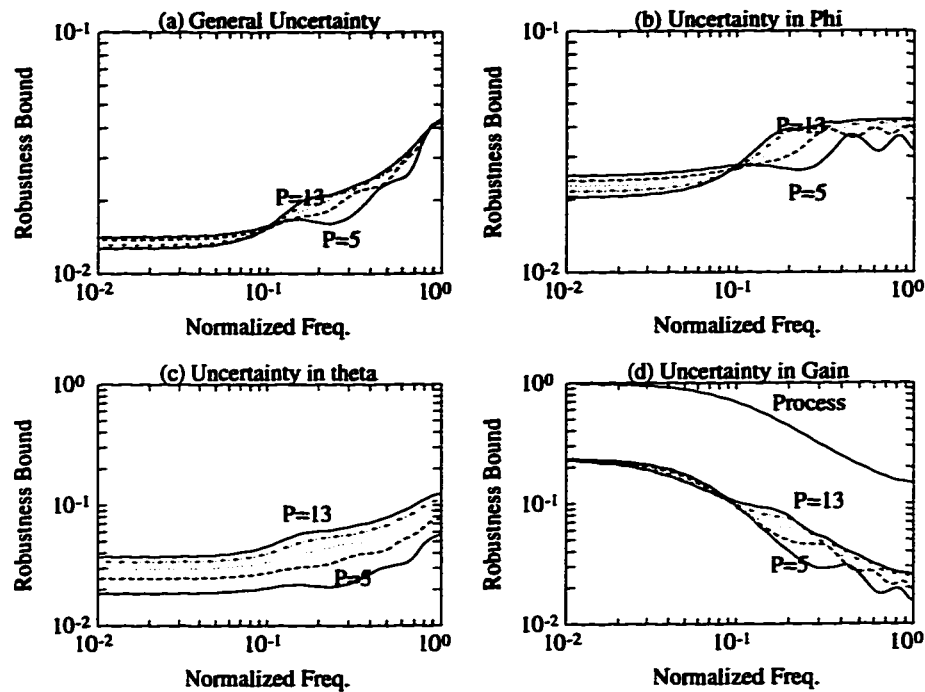 (a) General Uncertainty
10⁻¹
Robustness Bound
P=13
P=5
10⁻²
10⁻²
10⁻¹
10⁰
Normalized Freq.
(b) Uncertainty in Phi
10⁻¹
Robustness Bound
P=13
P=5
10⁻²
10⁻²
10⁻¹
10⁰
Normalized Freq.
(c) Uncertainty in theta
10⁰
Robustness Bound
10⁻¹
P=13
P=5
10⁻²
10⁻²
10⁻¹
10⁰
Normalized Freq.
(d) Uncertainty in Gain
10⁰
Process
Robustness Bound
10⁻¹
P=13
P=5
10⁻²
10⁻²
10⁻¹
10⁰
Normalized Freq.